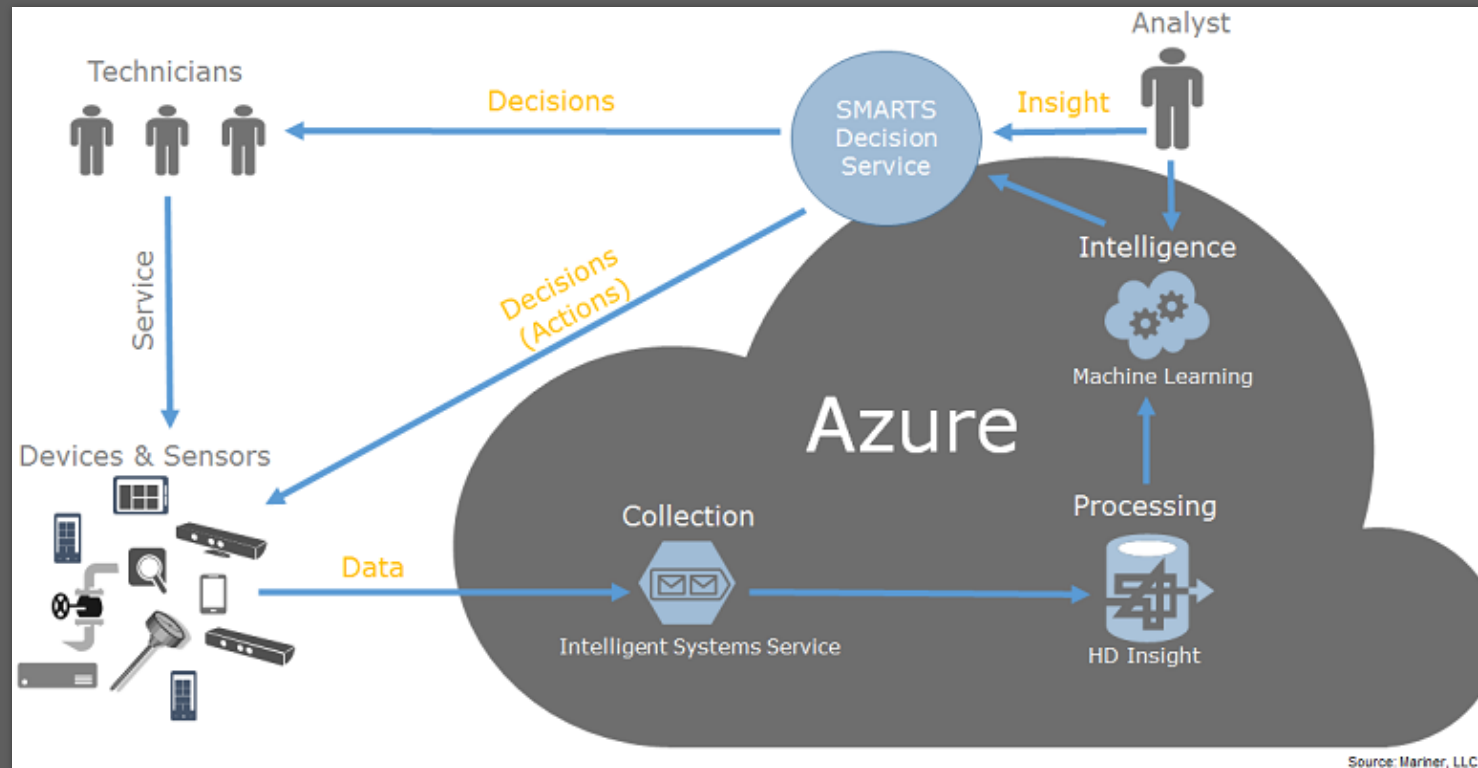 Analyst
Technicians
Decisions
SMARTS
Decision
Service
Insight
Intelligence
Service
Decisions
(Actions)
Machine Learning
Azure
Devices & Sensors
Collection
Processing
Data
Intelligent Systems Service
HD Insight
Source: Mariner, LLC